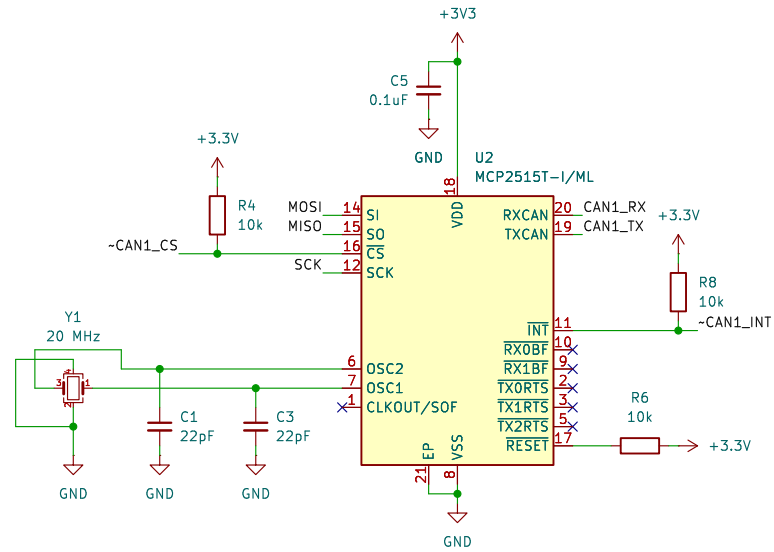 +3V3
C5
0.1uF
GND
U2
MCP2515T-I/ML
+3.3V
R4
10k
MOSI
MISO
~CAN1_CS
SCK
14
15
16
12
SI
SO
CS
SCK
18
VDD
RXCAN
TXCAN
20
19
CAN1_RX
CAN1_TX
+3.3V
R8
10k
~CAN1_INT
INT
11
RX0BF
10
RX1BF
9
TX0RTS
2
TX1RTS
3
TX2RTS
5
RESET
17
R6
10k
+3.3V
Y1
20 MHz
4
3
1
2
6
OSC2
7
OSC1
1
CLKOUT/SOF
C1
22pF
C3
22pF
GND
GND
GND
EP
21
VSS
8
GND